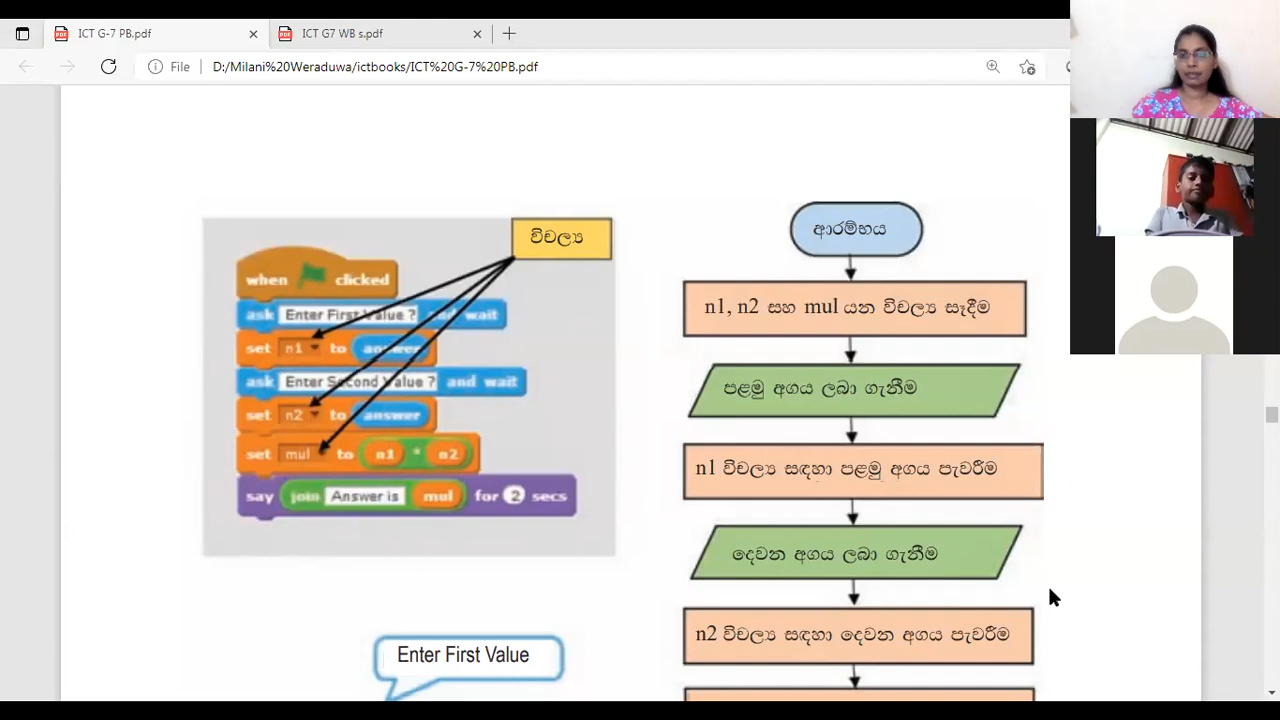 ICT G-7 PB.pdf
ICT G7 WB s.pdf
File
D:/Milani%20Weraduwa/ictbooks/ICT%20G-7%20PB.pdf
විචල්‍ය
when clicked
ask Enter First Value ? and wait
set n1 to answer
ask Enter Second Value ? and wait
set n2 to answer
set mul to n1 * n2
say join Answer is mul for 2 secs
Enter First Value
ආරම්භය
n1, n2 සහ mul යන විචල්‍ය සෑදීම
පළමු අගය ලබා ගැනීම
n1 විචල්‍ය සඳහා පළමු අගය පැවරීම
දෙවන අගය ලබා ගැනීම
n2 විචල්‍ය සඳහා දෙවන අගය පැවරීම